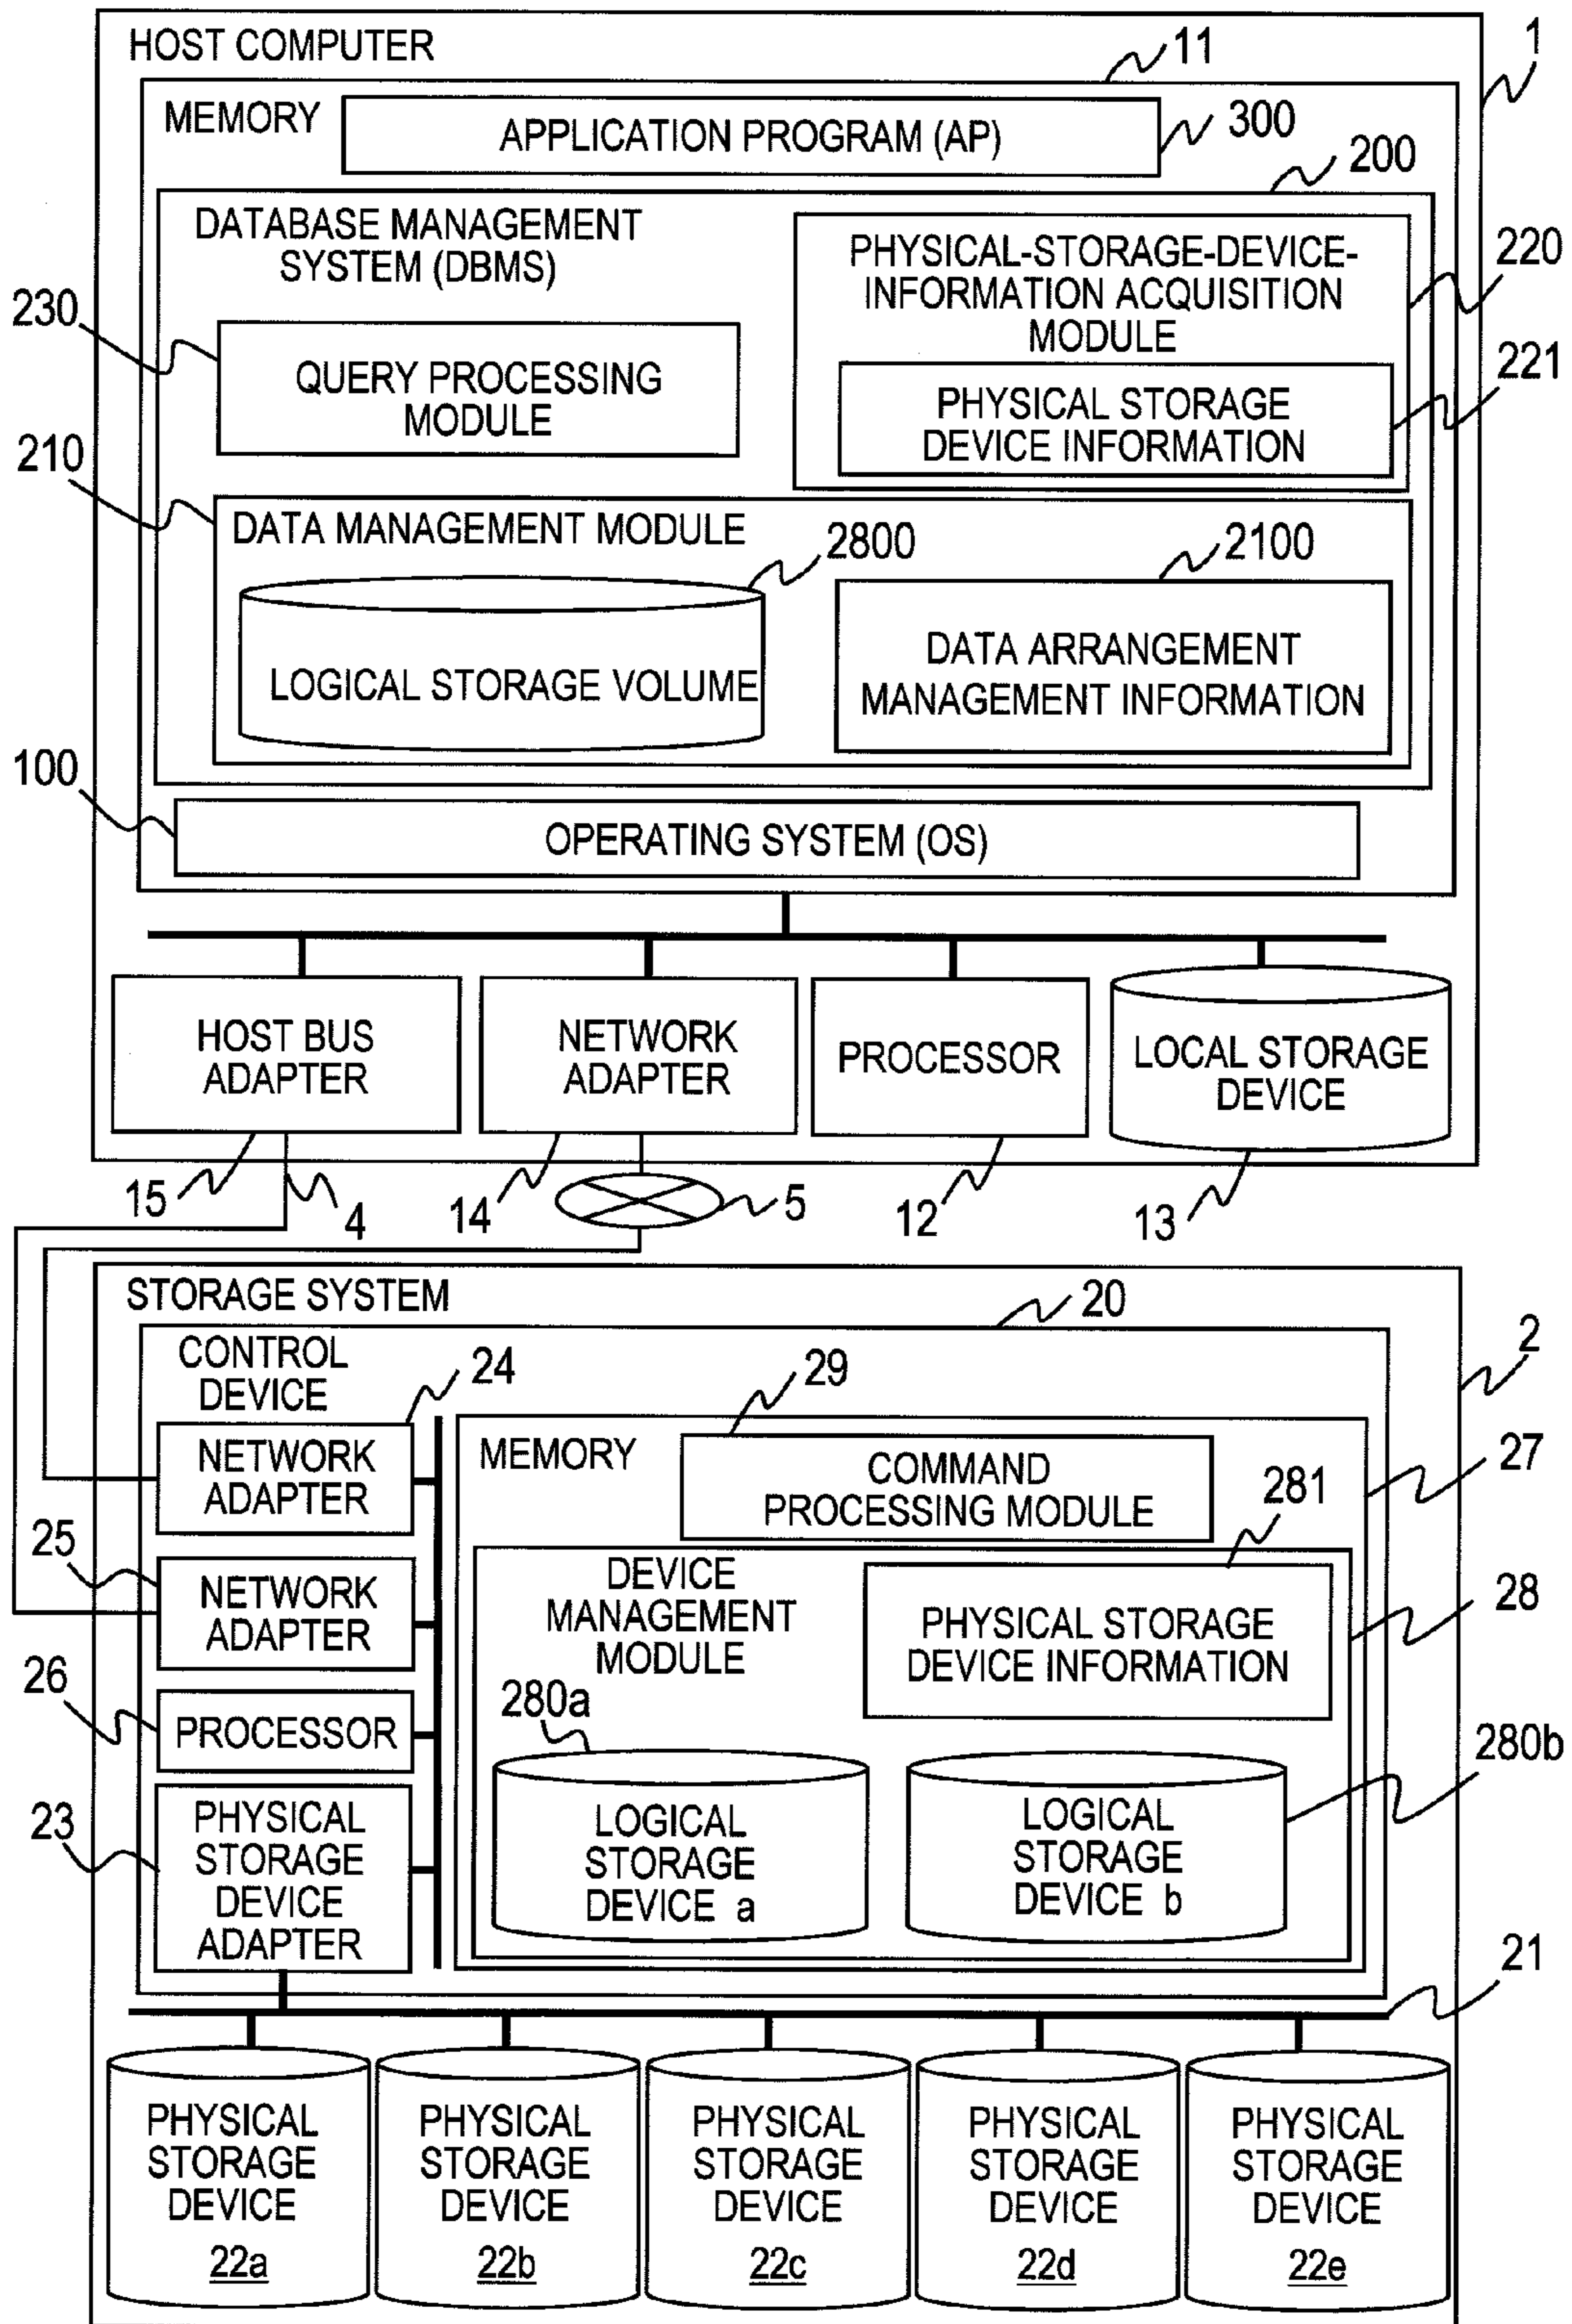 HOST COMPUTER
11
1
MEMORY
APPLICATION PROGRAM (AP)
300
200
DATABASE MANAGEMENT
SYSTEM (DBMS)
PHYSICAL-STORAGE-DEVICE-
INFORMATION ACQUISITION
MODULE
220
230
QUERY PROCESSING
MODULE
221
PHYSICAL STORAGE
DEVICE INFORMATION
210
DATA MANAGEMENT MODULE
2800
2100
LOGICAL STORAGE VOLUME
DATA ARRANGEMENT
MANAGEMENT INFORMATION
100
OPERATING SYSTEM (OS)
HOST BUS
ADAPTER
NETWORK
ADAPTER
PROCESSOR
LOCAL STORAGE
DEVICE
15
4
14
5
12
13
STORAGE SYSTEM
20
2
CONTROL
DEVICE
24
29
NETWORK
ADAPTER
MEMORY
COMMAND
PROCESSING MODULE
27
281
25
NETWORK
ADAPTER
DEVICE
MANAGEMENT
MODULE
PHYSICAL STORAGE
DEVICE INFORMATION
28
26
PROCESSOR
280a
280b
23
PHYSICAL
STORAGE
DEVICE
ADAPTER
LOGICAL
STORAGE
DEVICE a
LOGICAL
STORAGE
DEVICE b
21
PHYSICAL
STORAGE
DEVICE
22a
PHYSICAL
STORAGE
DEVICE
22b
PHYSICAL
STORAGE
DEVICE
22c
PHYSICAL
STORAGE
DEVICE
22d
PHYSICAL
STORAGE
DEVICE
22e